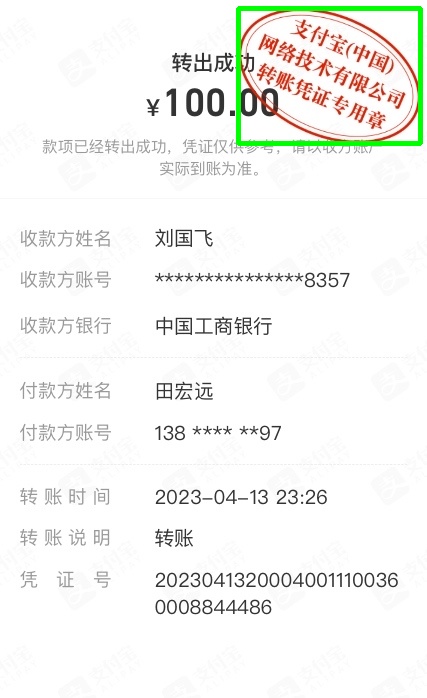 转出成功
¥100.00
款项已经转出成功，凭证仅供参考，请以收方账户
实际到账为准。
支付宝(中国)
网络技术有限公司
转账凭证专用章
收款方姓名 刘国飞
收款方账号 ***************8357
收款方银行 中国工商银行
付款方姓名 田宏远
付款方账号 138 **** **97
转账时间 2023-04-13 23:26
转账说明 转账
凭证号 2023041320004001110036
0008844486